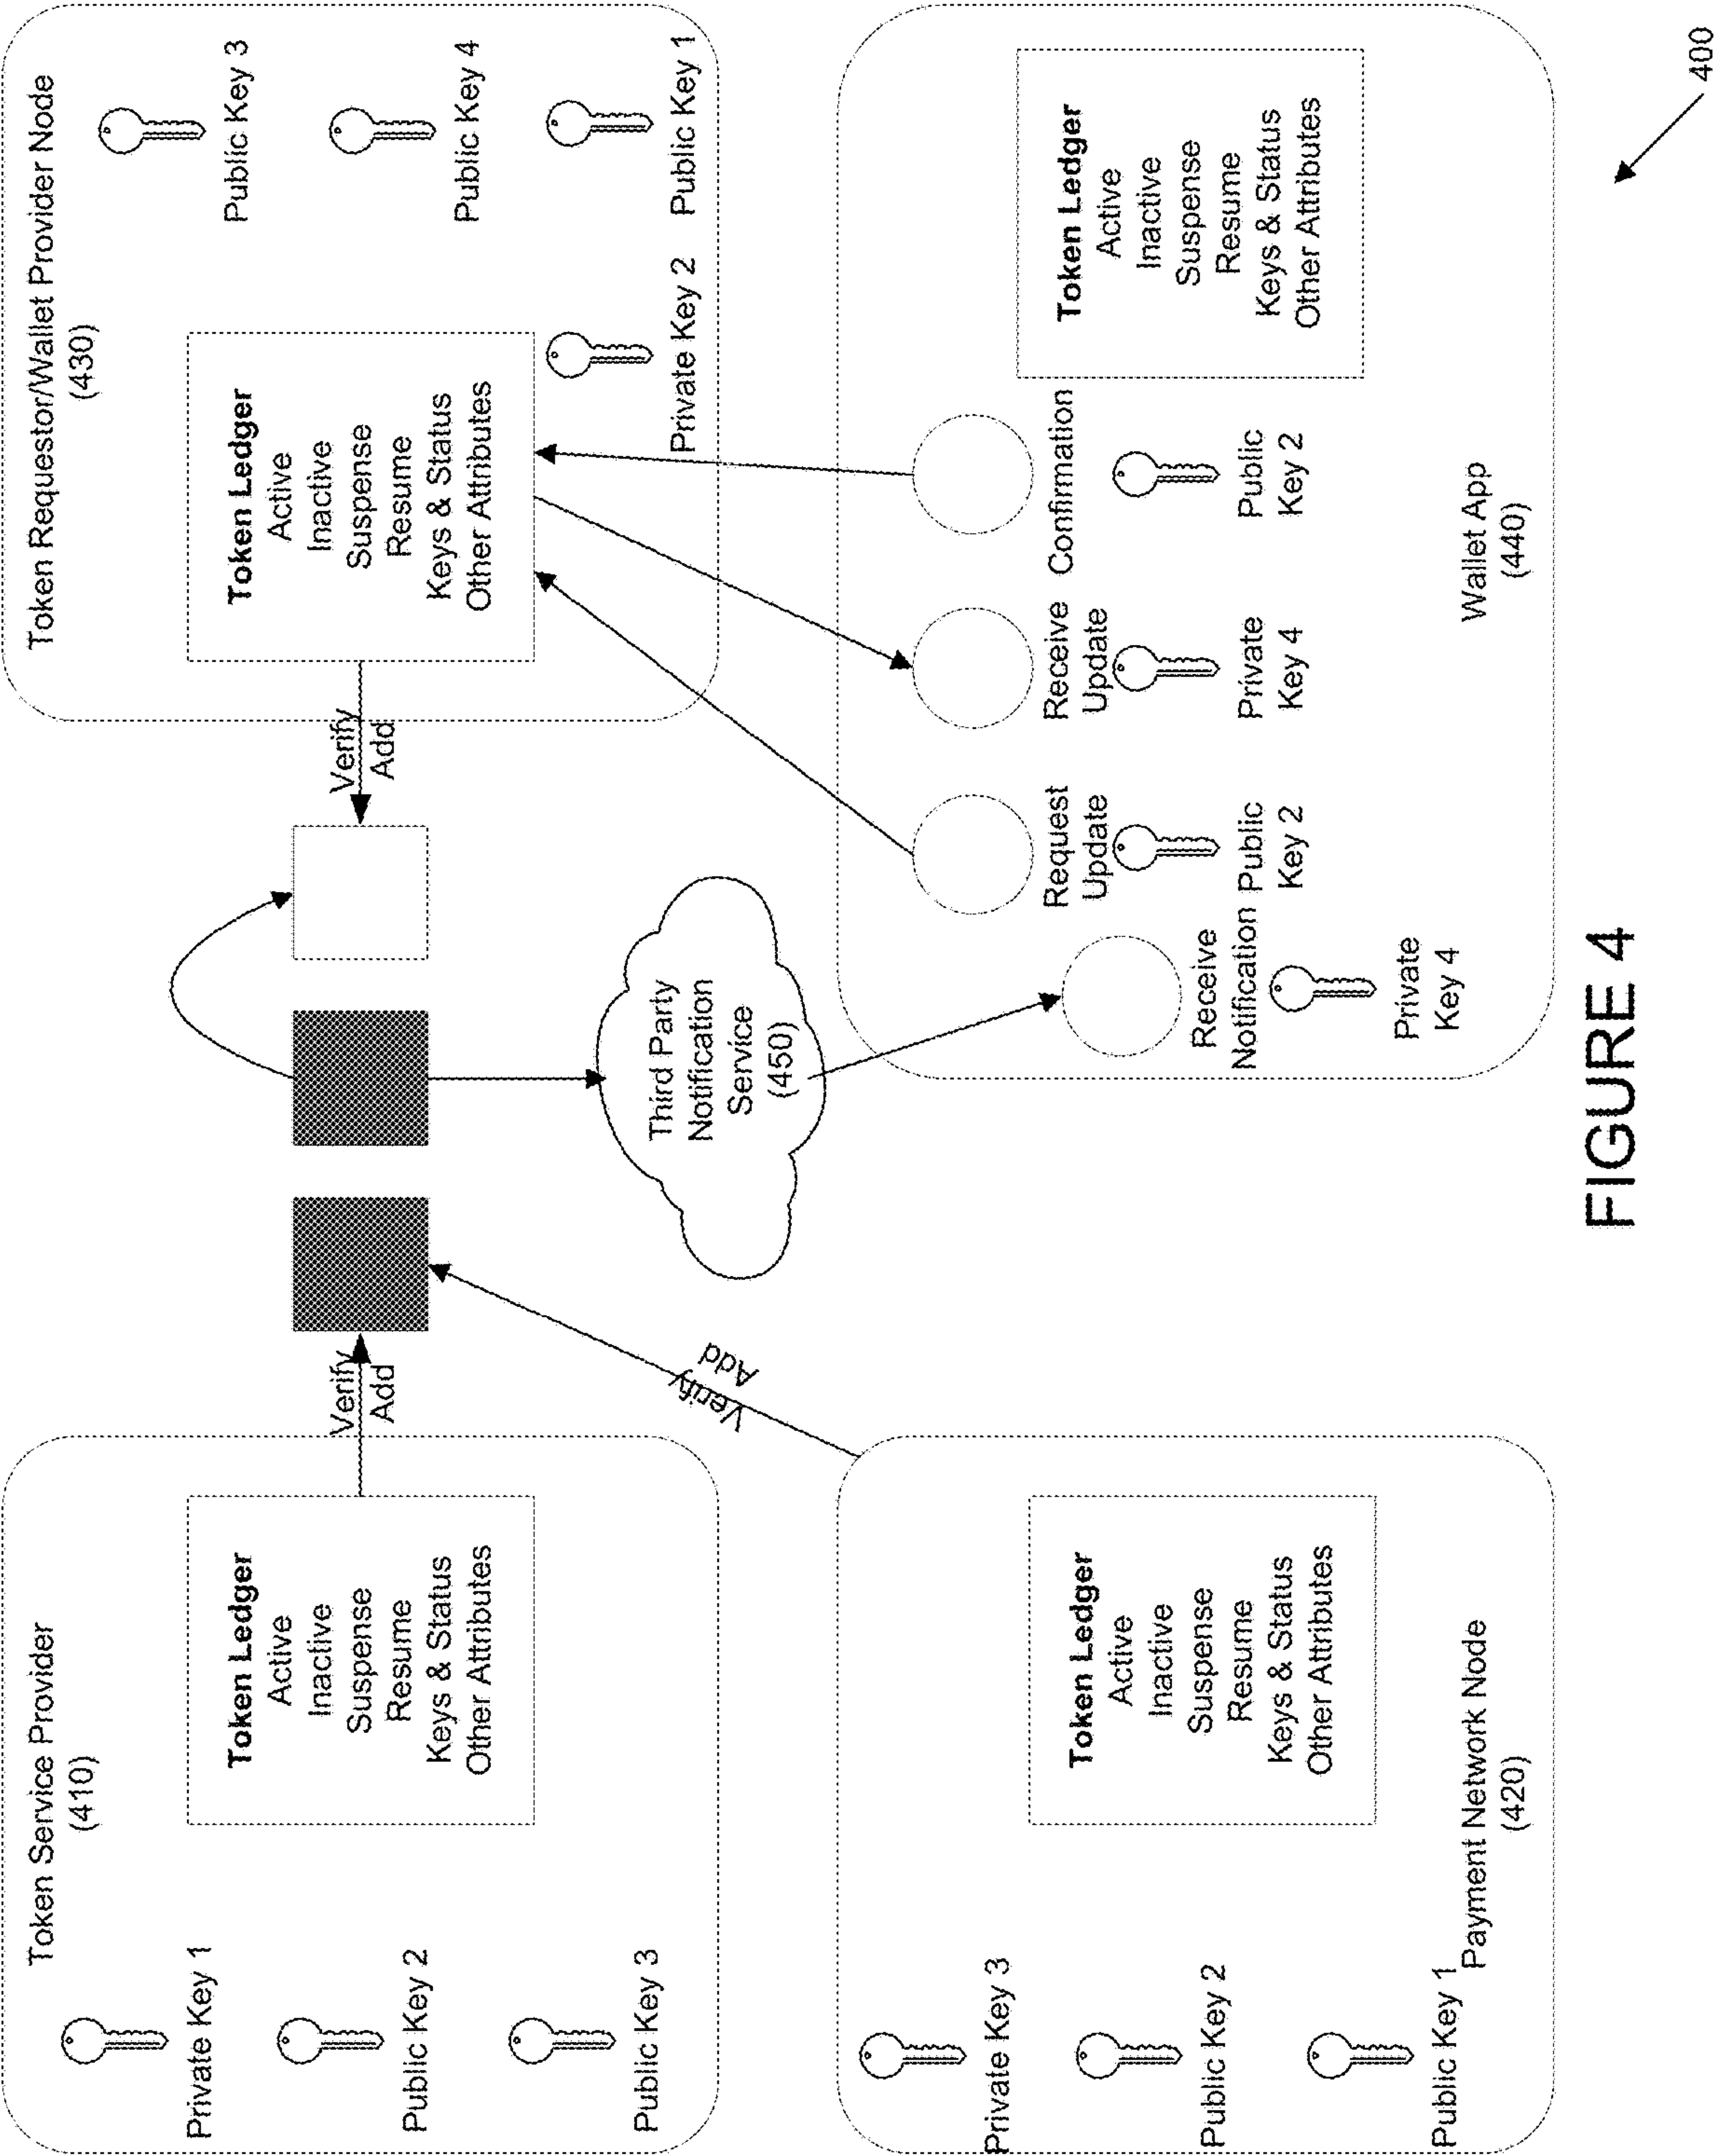 Token Service Provider
(410)
Private Key 1
Public Key 2
Public Key 3
Token Ledger
Active
Inactive
Suspense
Resume
Keys & Status
Other Attributes
Verify
Add
Token Requestor/Wallet Provider Node
(430)
Token Ledger
Active
Inactive
Suspense
Resume
Keys & Status
Other Attributes
Verify
Add
Public Key 3
Public Key 4
Private Key 2
Public Key 1
Third Party
Notification
Service
(450)
Verify
Add
Private Key 3
Public Key 2
Public Key 1
Token Ledger
Active
Inactive
Suspense
Resume
Keys & Status
Other Attributes
Payment Network Node
(420)
Receive
Notification
Private
Key 4
Request
Update
Public
Key 2
Receive
Update
Private
Key 4
Confirmation
Public
Key 2
Token Ledger
Active
Inactive
Suspense
Resume
Keys & Status
Other Attributes
Wallet App
(440)
FIGURE 4
400